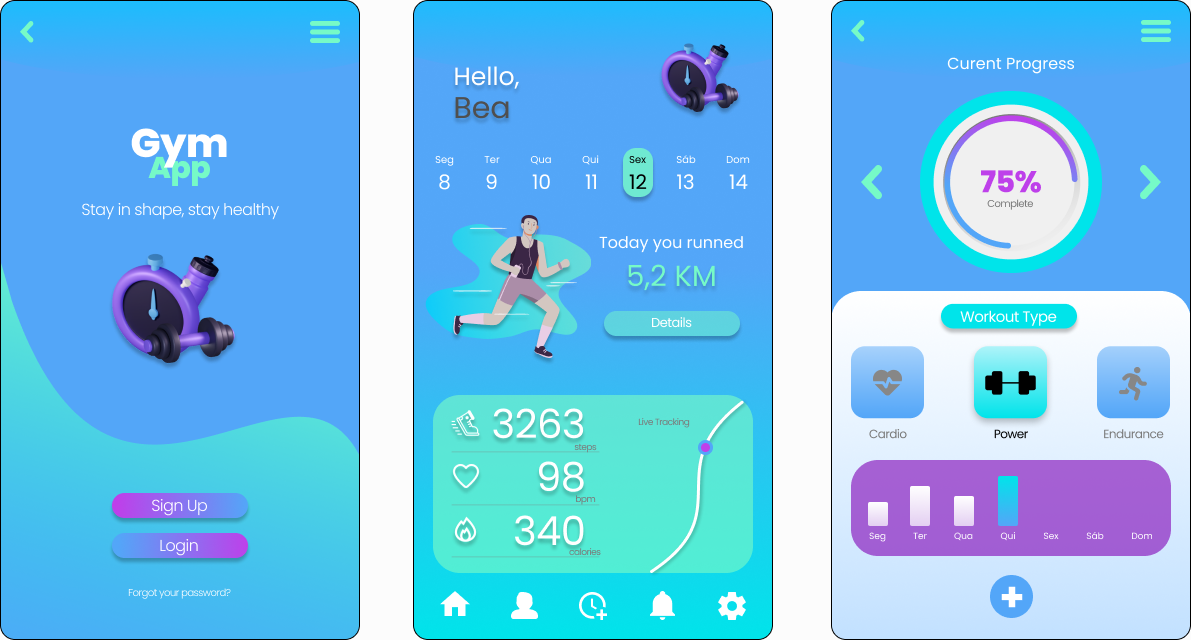 Gym
App
Stay in shape, stay healthy
Sign Up
Login
Forgot your password?
Hello,
Bea
Seg Ter Qua Qui Sex Sáb Dom
8 9 10 11 12 13 14
Today you runned
5,2 KM
Details
3263
steps
98
bpm
340
calories
Live Tracking
Curent Progress
75%
Complete
Workout Type
Cardio Power Endurance
Seg Ter Qua Qui Sex Sáb Dom